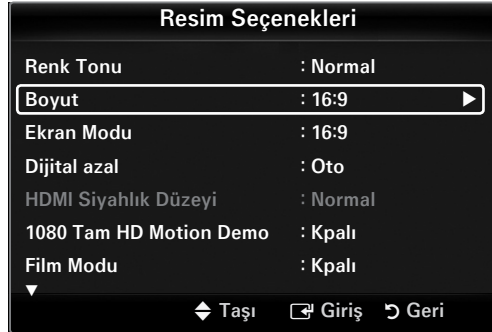 Resim Seçenekleri
Renk Tonu : Normal
Boyut : 16:9
Ekran Modu : 16:9
Dijital azal : Oto
HDMI Siyahlık Düzeyi : Normal
1080 Tam HD Motion Demo : Kpalı
Film Modu : Kpalı
Taşı Giriş Geri